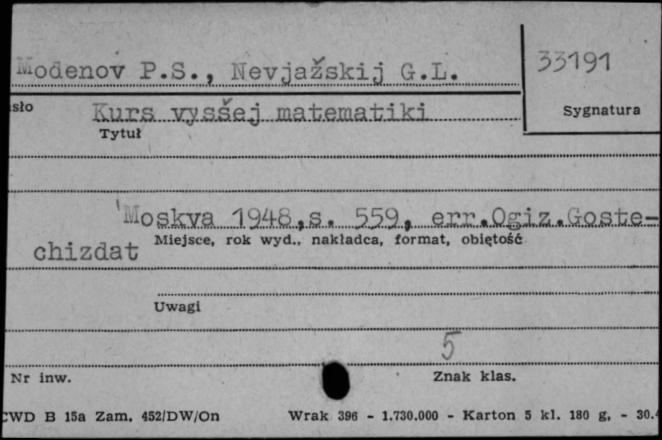 Modenov P.S., Nevjažskij G.L.
33191
sło
Kurs vysšej matematiki
Sygnatura
Tytuł
Moskva 1948,s. 559, err.Ogiz.Goste-
Miejsce, rok wyd., nakładca, format, objętość
chizdat
Uwagi
5
Nr inw.
Znak klas.
CWD B 15a Zam. 452/DW/On Wrak 396 - 1.730.000 - Karton 5 kl. 180 g. - 30.4